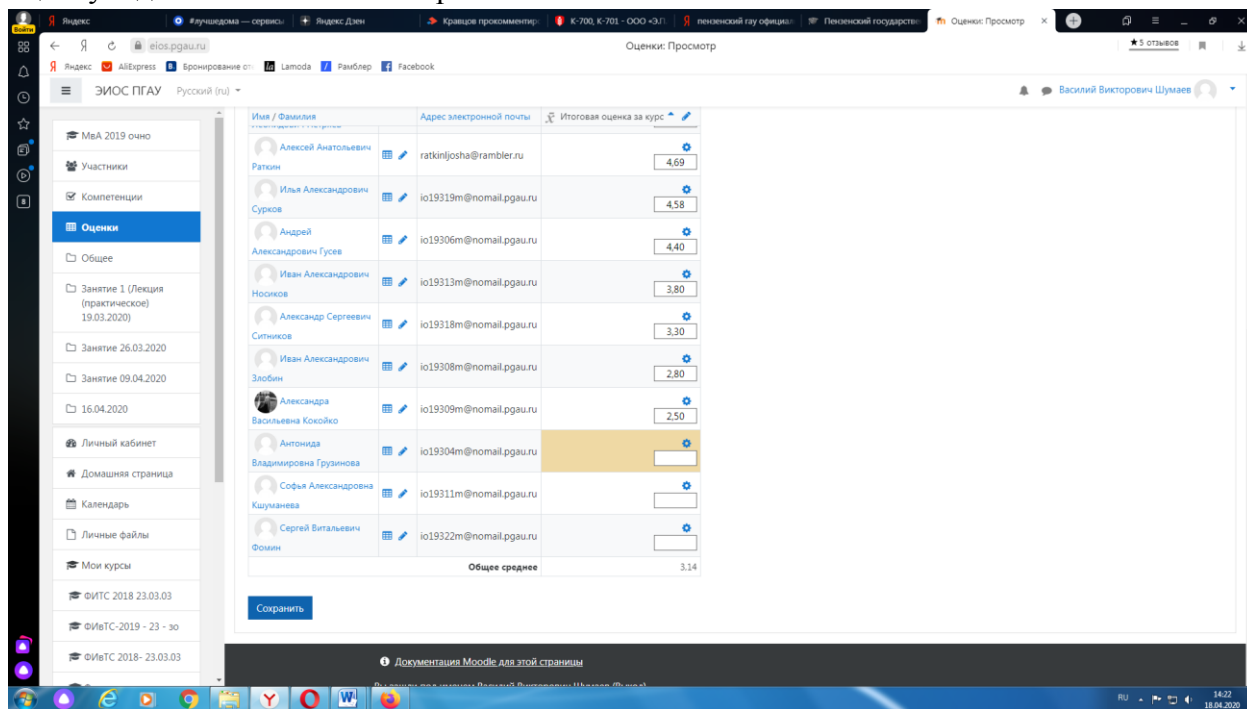 Яндекс
#лучшедома — сервисы
Яндекс.Дзен
Кравцов прокомментиро
К-700, К-701 - ООО «Э.П.
пензенский гау официал
Пензенский государствен
Оценки: Просмотр
Войти
eios.pgau.ru
Оценки: Просмотр
★5 отзывов
Яндекс
AliExpress
Бронирование от
Lamoda
Рамблер
Facebook
ЭИОС ПГАУ
Русский (ru)
Василий Викторович Шумаев
МвА 2019 очно
Участники
Компетенции
Оценки
Общее
Занятие 1 (Лекция
(практическое)
19.03.2020)
Занятие 26.03.2020
Занятие 09.04.2020
16.04.2020
Личный кабинет
Домашняя страница
Календарь
Личные файлы
Мои курсы
ФИТС 2018 23.03.03
ФИвТС-2019 - 23 - зо
ФИвТС 2018- 23.03.03
Имя / Фамилия
Адрес электронной почты
Итоговая оценка за курс
Алексей Анатольевич
Раткин
ratkinljosha@rambler.ru
4,69
Илья Александрович
Сурков
io19319m@nomail.pgau.ru
4,58
Андрей
Александрович Гусев
io19306m@nomail.pgau.ru
4,40
Иван Александрович
Носиков
io19313m@nomail.pgau.ru
3,80
Александр Сергеевич
Ситников
io19318m@nomail.pgau.ru
3,30
Иван Александрович
Злобин
io19308m@nomail.pgau.ru
2,80
Александра
Васильевна Кокойко
io19309m@nomail.pgau.ru
2,50
Антонида
Владимировна Грузинова
io19304m@nomail.pgau.ru
Софья Александровна
Кшуманева
io19311m@nomail.pgau.ru
Сергей Витальевич
Фомин
io19322m@nomail.pgau.ru
Общее среднее
3.14
Сохранить
Документация Moodle для этой страницы
RU
14:22
18.04.2020